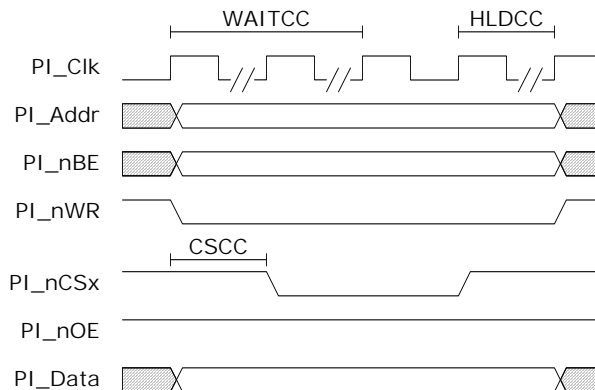 WAITCC HLDCC
PI_Clk
PI_Addr
PI_nBE
PI_nWR
CSCC
PI_nCSx
PI_nOE
PI_Data